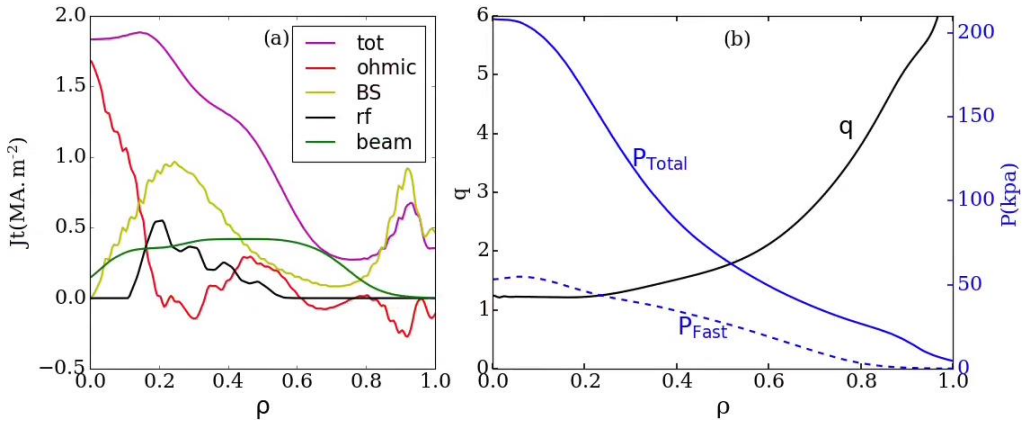 (a)
tot
ohmic
BS
rf
beam
2.0
1.5
1.0
0.5
0.0
−0.5
Jt(MA. m⁻²)
0.0 0.2 0.4 0.6 0.8 1.0
ρ
(b)
q
P_Total
P_Fast
6
5
4
3
2
1
0
q
200
150
100
50
0
P(kpa)
0.0 0.2 0.4 0.6 0.8 1.0
ρ